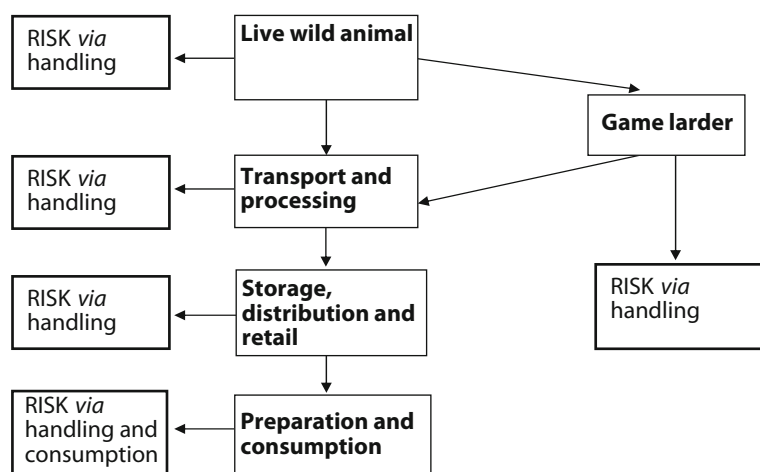 RISK via
handling
Live wild animal
Game larder
RISK via
handling
Transport and
processing
RISK via
handling
Storage,
distribution and
retail
RISK via
handling
RISK via
handling and
consumption
Preparation and
consumption